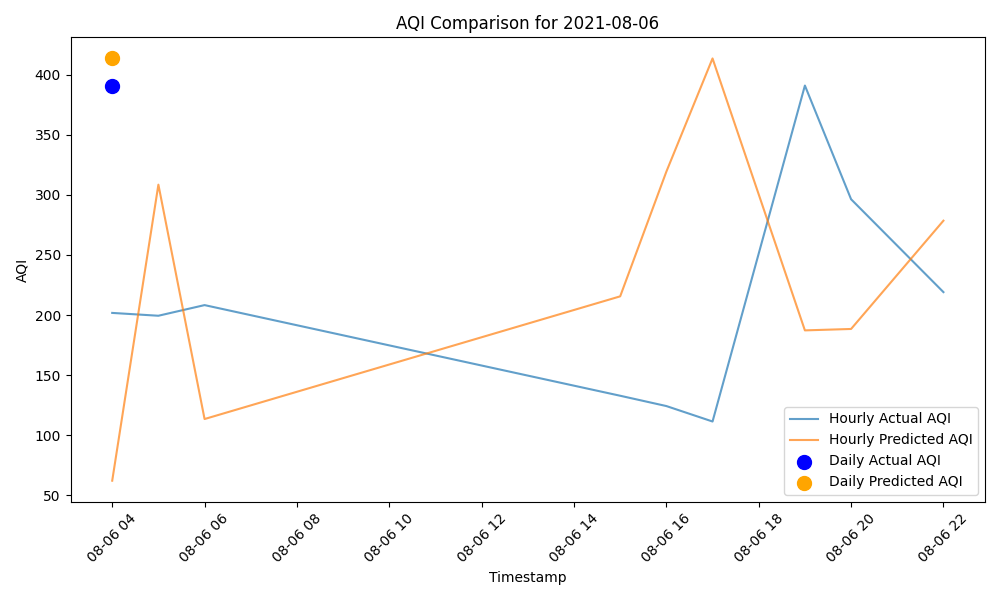 AQI Comparison for 2021-08-06
AQI
400
350
300
250
200
150
100
50
Hourly Actual AQI
Hourly Predicted AQI
Daily Actual AQI
Daily Predicted AQI
08-06 04
08-06 06
08-06 08
08-06 10
08-06 12
08-06 14
08-06 16
08-06 18
08-06 20
08-06 22
Timestamp